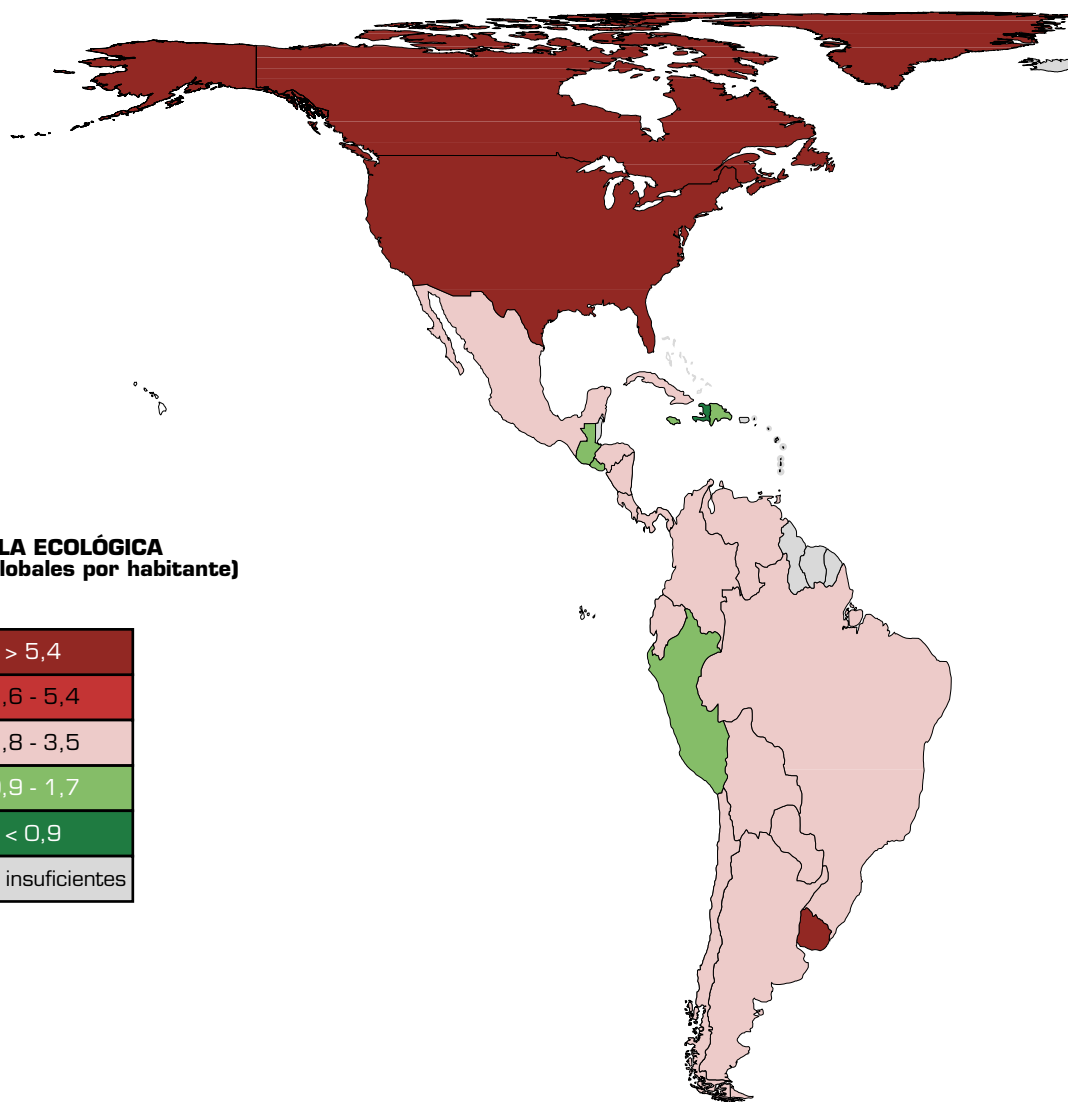 LA ECOLÓGICA
lobales por habitante)
> 5,4
,6 - 5,4
,8 - 3,5
,9 - 1,7
< 0,9
insuficientes